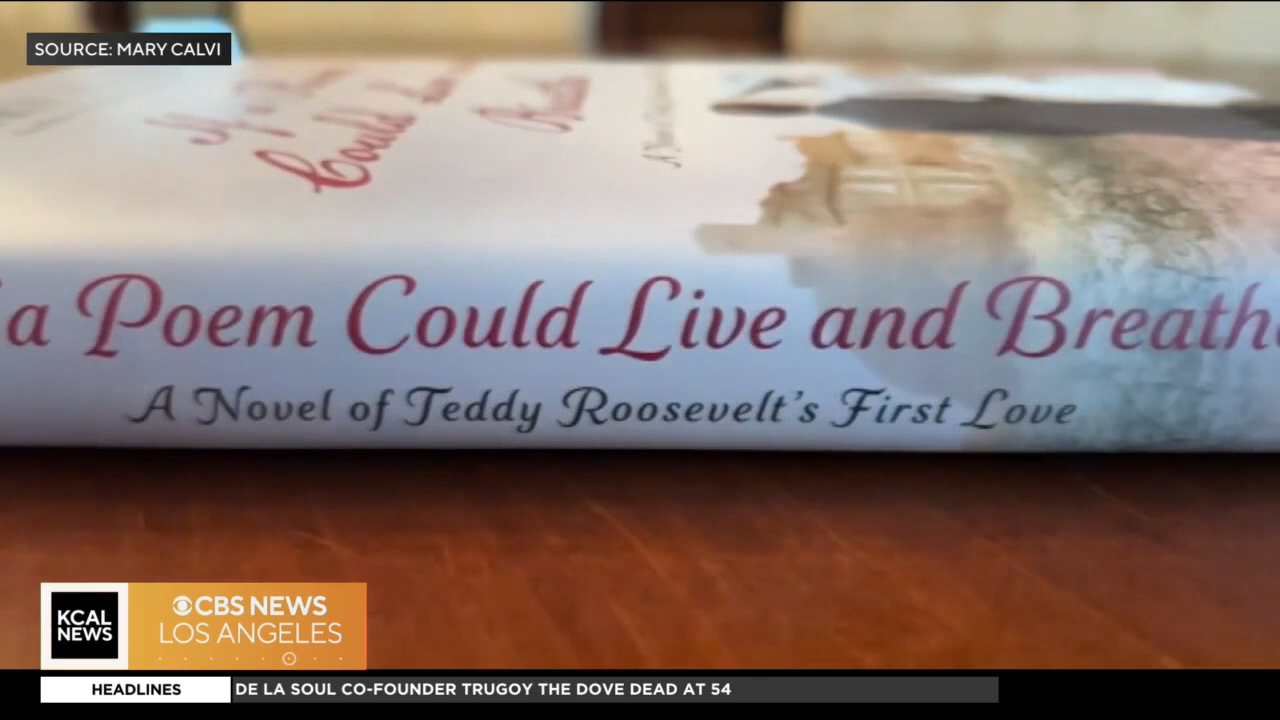 SOURCE: MARY CALVI
Could
a Poem Could Live and Breath
A Novel of Teddy Roosevelt's First Love
KCAL NEWS
CBS NEWS
LOS ANGELES
HEADLINES
DE LA SOUL CO-FOUNDER TRUGOY THE DOVE DEAD AT 54